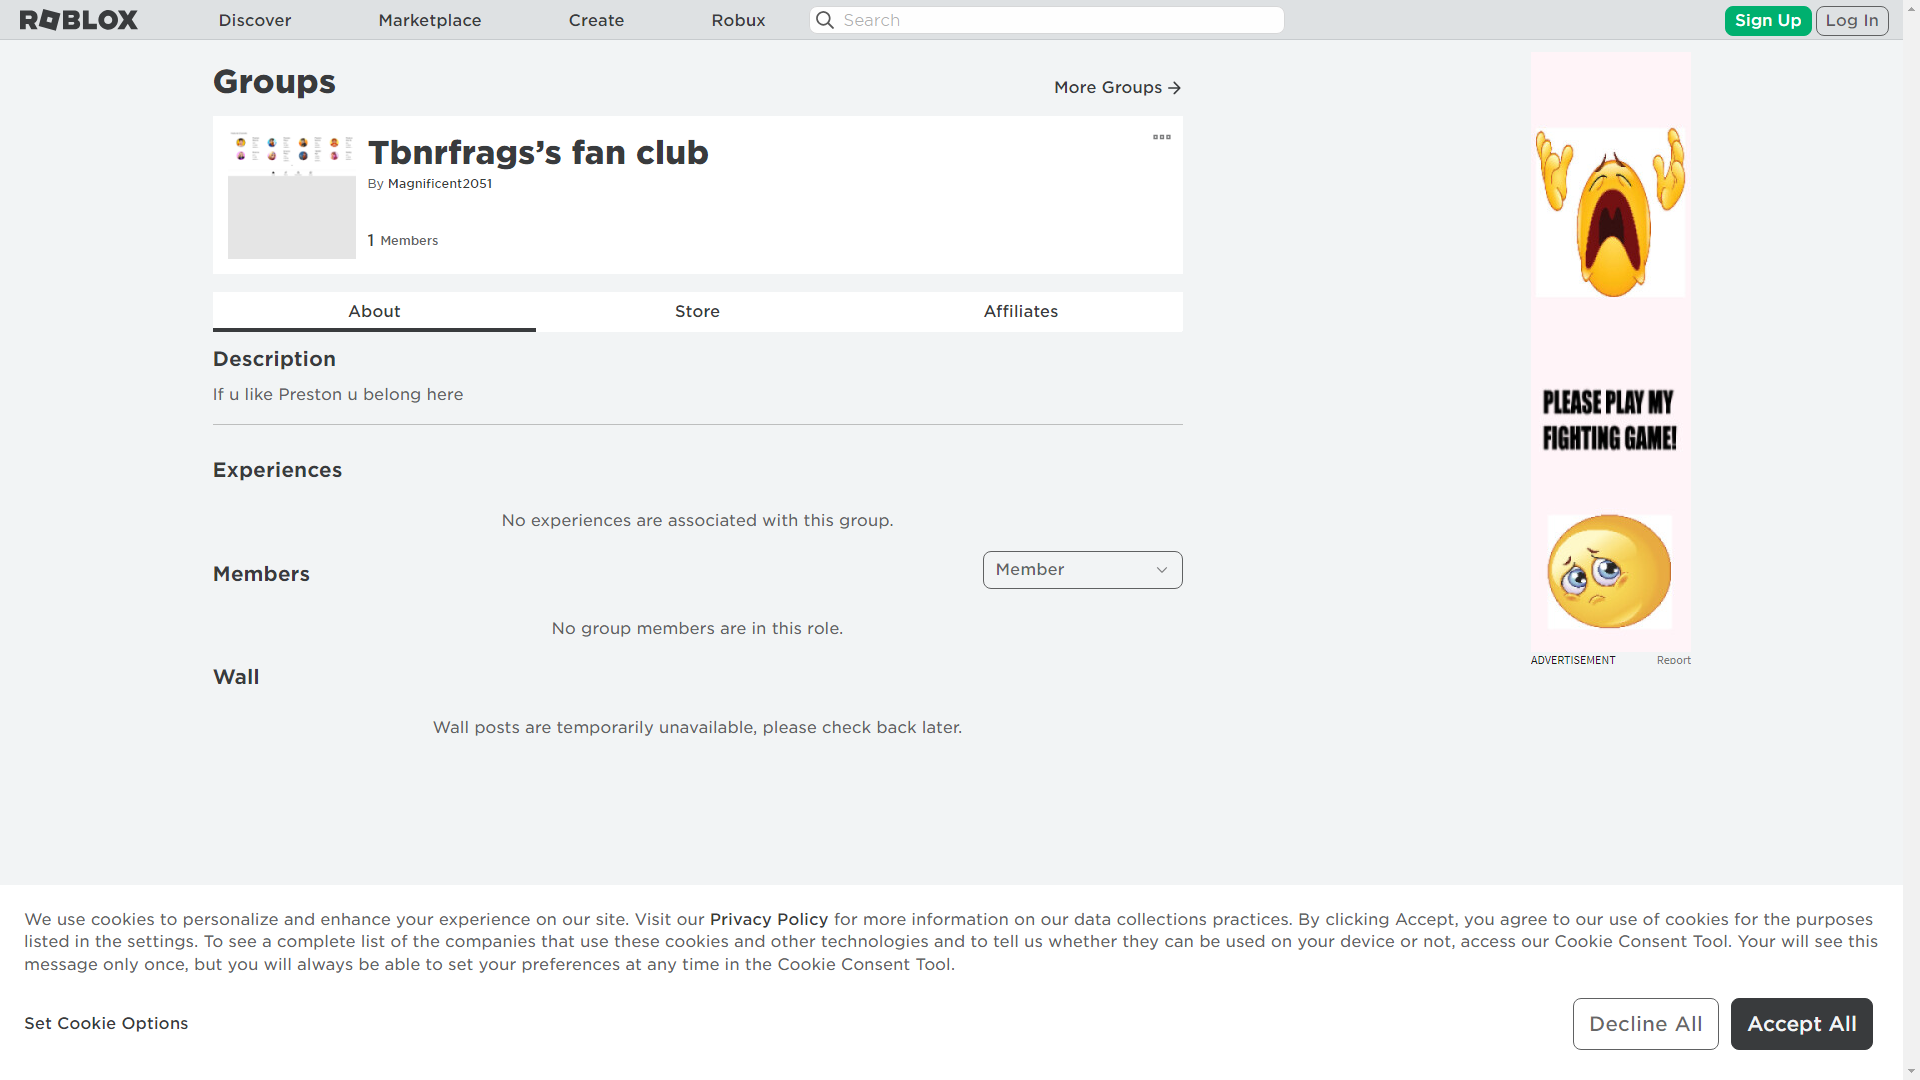 ROBLOX
Discover
Marketplace
Create
Robux
Search
Sign Up
Log In
Groups
More Groups
Tbnrfrags’s fan club
By Magnificent2051
1 Members
About
Store
Affiliates
Description
If u like Preston u belong here
Experiences
No experiences are associated with this group.
Members
Member
No group members are in this role.
Wall
Wall posts are temporarily unavailable, please check back later.
PLEASE PLAY MY
FIGHTING GAME!
ADVERTISEMENT
Report
We use cookies to personalize and enhance your experience on our site. Visit our Privacy Policy for more information on our data collections practices. By clicking Accept, you agree to our use of cookies for the purposes
listed in the settings. To see a complete list of the companies that use these cookies and other technologies and to tell us whether they can be used on your device or not, access our Cookie Consent Tool. Your will see this
message only once, but you will always be able to set your preferences at any time in the Cookie Consent Tool.
Set Cookie Options
Decline All
Accept All